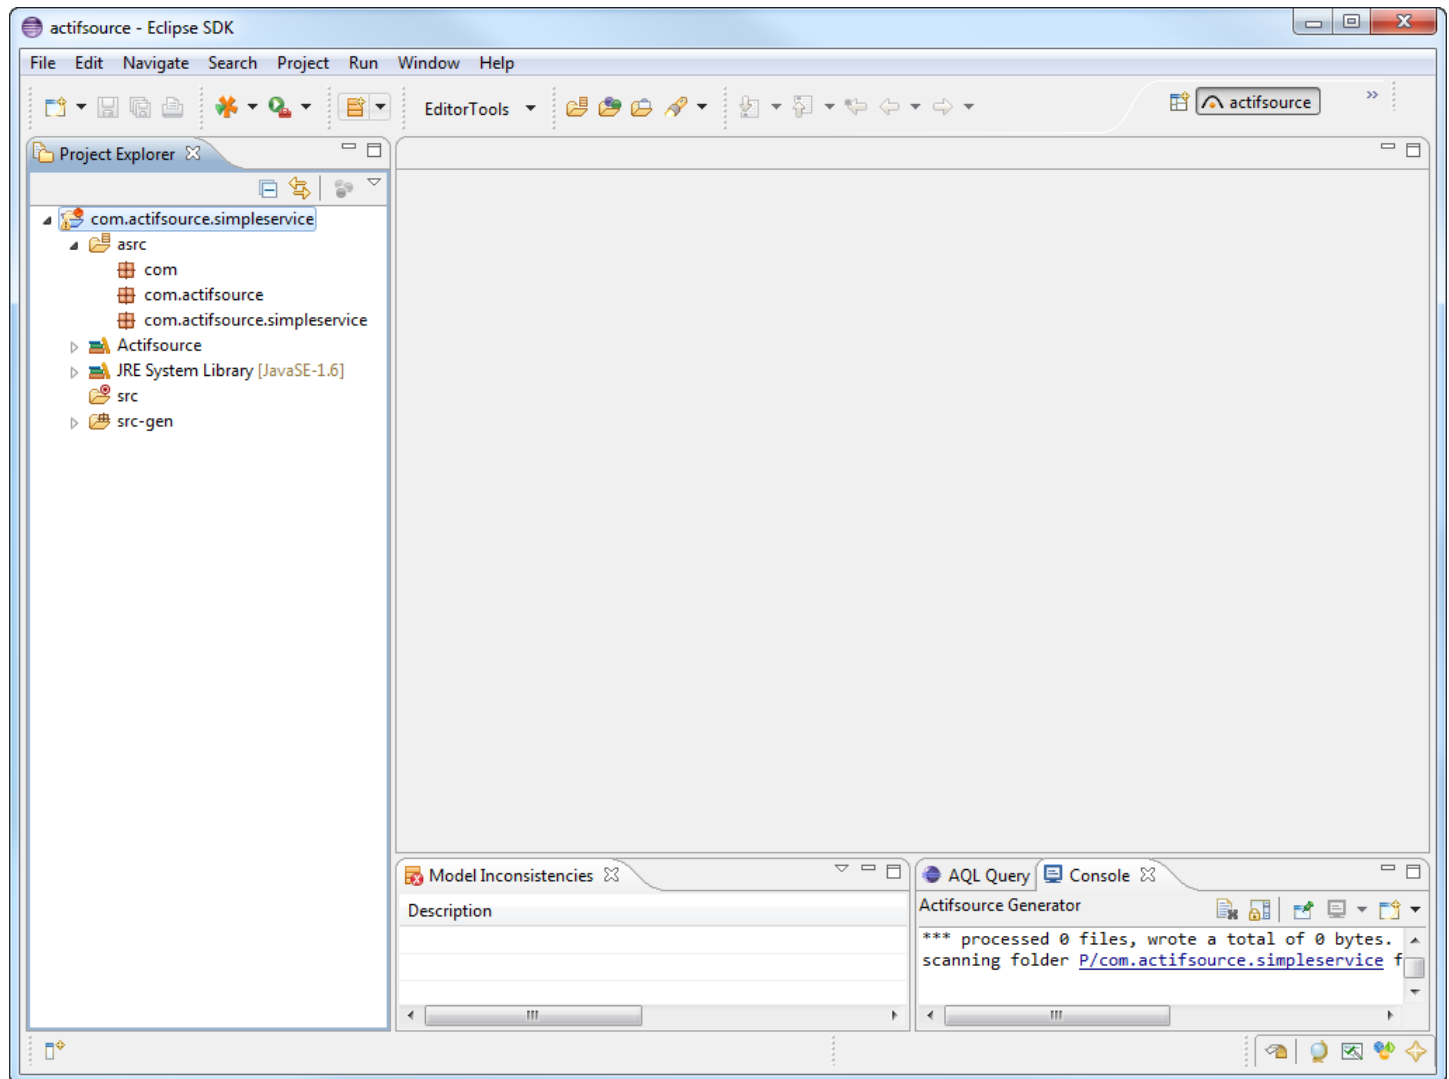 actifsource - Eclipse SDK
File Edit Navigate Search Project Run Window Help
EditorTools
actifsource
Project Explorer
com.actifsource.simpleservice
asrc
com
com.actifsource
com.actifsource.simpleservice
Actifsource
JRE System Library [JavaSE-1.6]
src
src-gen
Model Inconsistencies
Description
AQL Query Console
Actifsource Generator
*** processed 0 files, wrote a total of 0 bytes.
scanning folder P/com.actifsource.simpleservice f